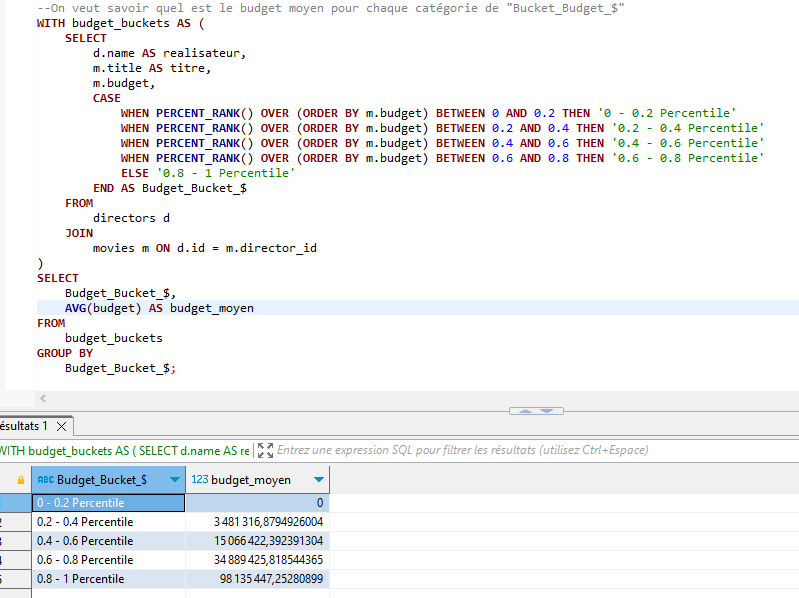 --On veut savoir quel est le budget moyen pour chaque catégorie de "Bucket_Budget_$"
WITH budget_buckets AS (
SELECT
d.name AS realisateur,
m.title AS titre,
m.budget,
CASE
WHEN PERCENT_RANK() OVER (ORDER BY m.budget) BETWEEN 0 AND 0.2 THEN '0 - 0.2 Percentile'
WHEN PERCENT_RANK() OVER (ORDER BY m.budget) BETWEEN 0.2 AND 0.4 THEN '0.2 - 0.4 Percentile'
WHEN PERCENT_RANK() OVER (ORDER BY m.budget) BETWEEN 0.4 AND 0.6 THEN '0.4 - 0.6 Percentile'
WHEN PERCENT_RANK() OVER (ORDER BY m.budget) BETWEEN 0.6 AND 0.8 THEN '0.6 - 0.8 Percentile'
ELSE '0.8 - 1 Percentile'
END AS Budget_Bucket_$
FROM
directors d
JOIN
movies m ON d.id = m.director_id
)
SELECT
Budget_Bucket_$,
AVG(budget) AS budget_moyen
FROM
budget_buckets
GROUP BY
Budget_Bucket_$;
ésultats 1
WITH budget_buckets AS ( SELECT d.name AS re Entrez une expression SQL pour filtrer les résultats (utilisez Ctrl+Espace)
ABC Budget_Bucket_$ 123 budget_moyen
0 - 0.2 Percentile 0
2 0.2 - 0.4 Percentile 3 481 316,8794926004
3 0.4 - 0.6 Percentile 15 066 422,392391304
4 0.6 - 0.8 Percentile 34 889 425,818544365
5 0.8 - 1 Percentile 98 135 447,25280899